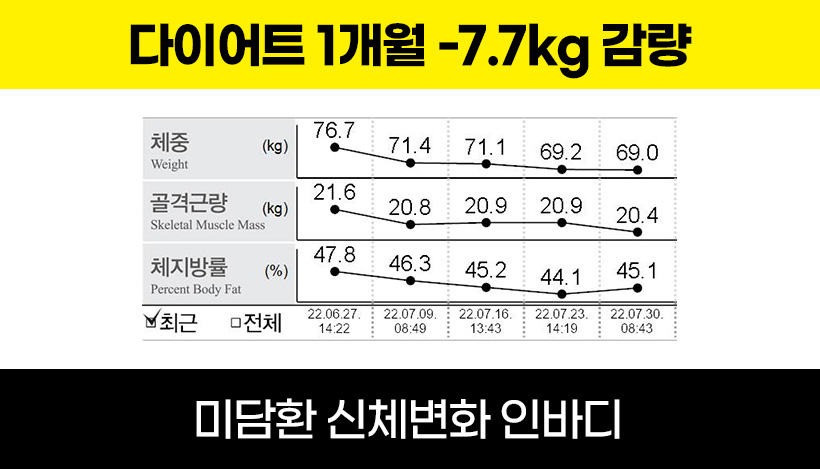 다이어트 1개월 -7.7kg 감량
체중 (kg) 76.7 71.4 71.1 69.2 69.0
Weight
골격근량 (kg) 21.6 20.8 20.9 20.9 20.4
Skeletal Muscle Mass
체지방률 (%) 47.8 46.3 45.2 44.1 45.1
Percent Body Fat
최근 전체 22.06.27. 22.07.09. 22.07.16. 22.07.23. 22.07.30.
14:22 08:49 13:43 14:19 08:43
미담환 신체변화 인바디